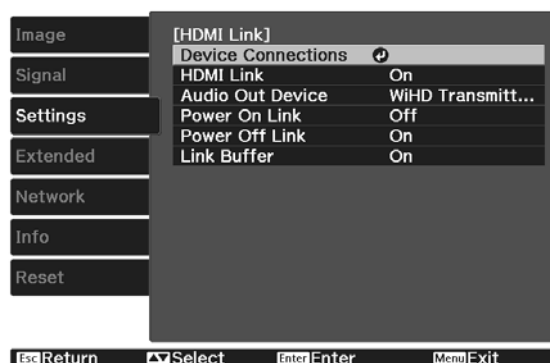 Image
Signal
Settings
Extended
Network
Info
Reset
[HDMI Link]
Device Connections
HDMI Link On
Audio Out Device WiHD Transmitt...
Power On Link Off
Power Off Link On
Link Buffer On
Esc Return Select Enter Enter Menu Exit